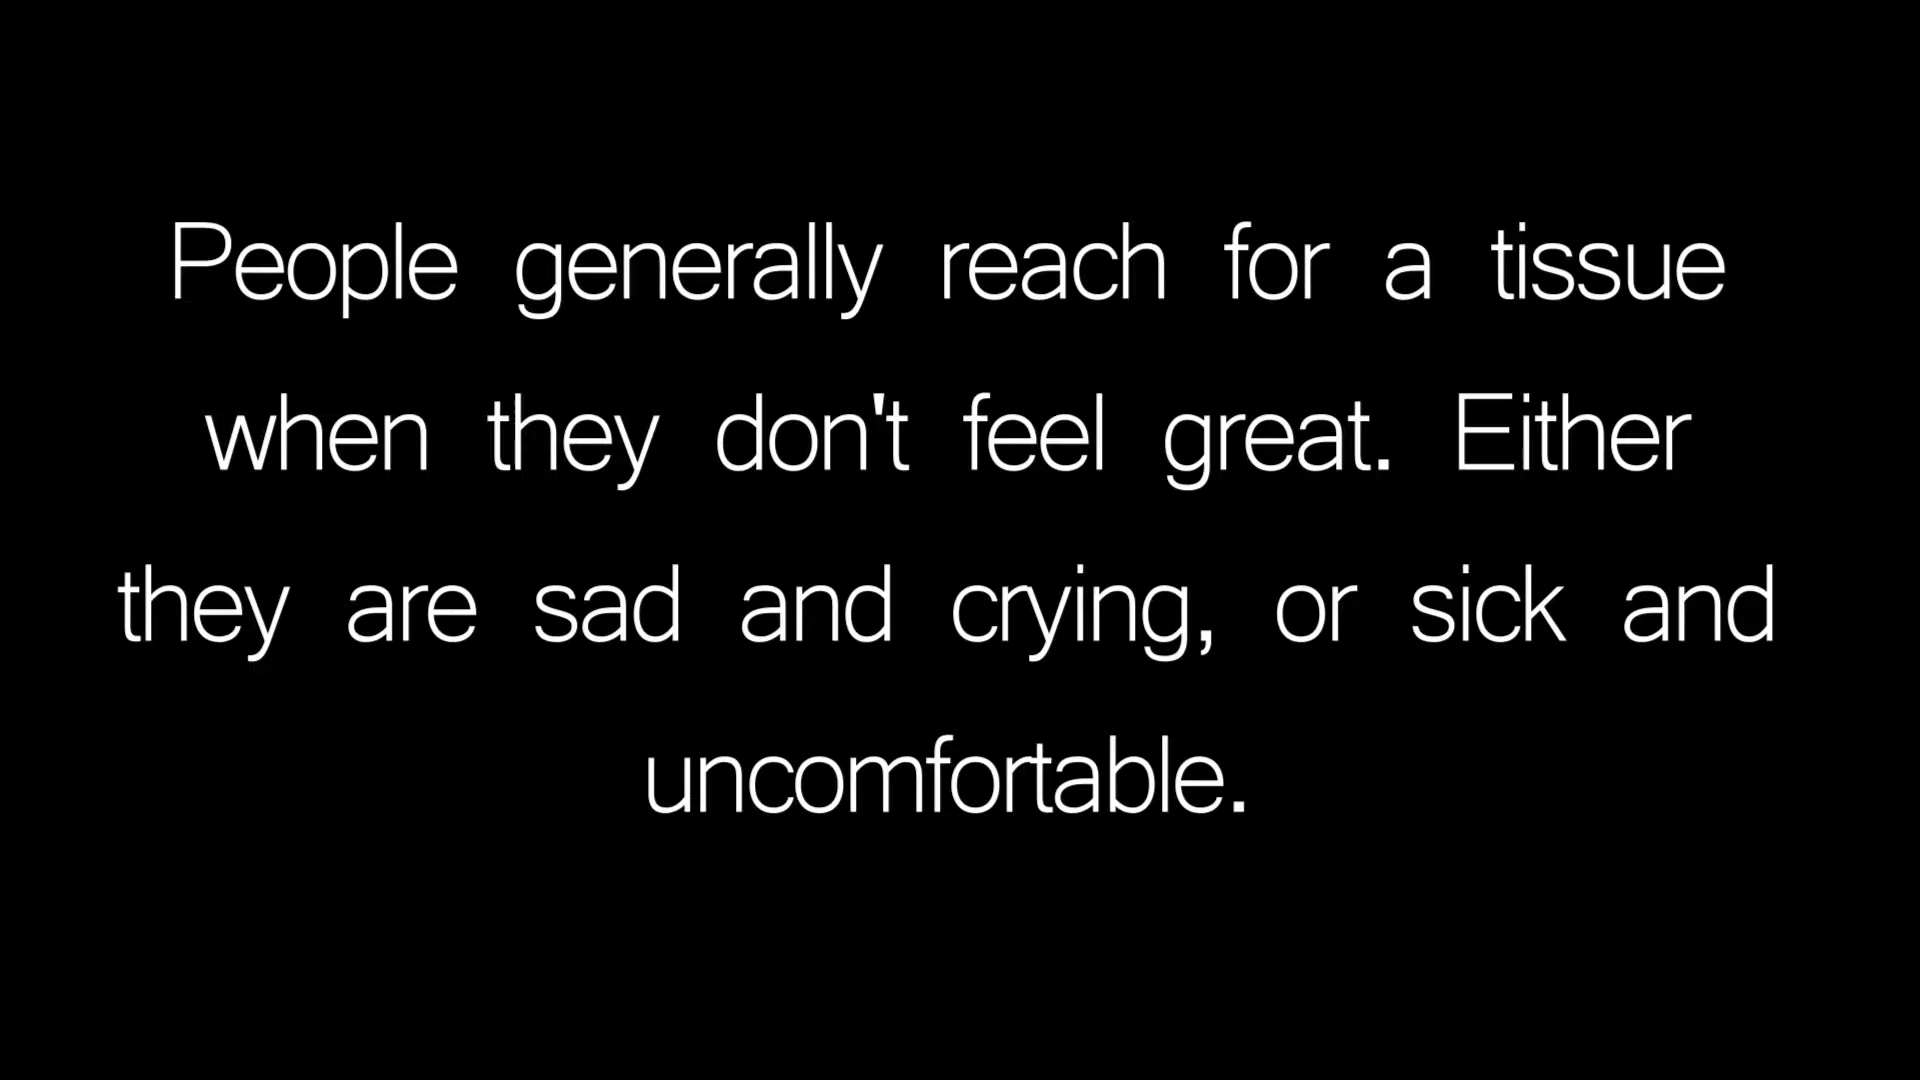 People generally reach for a tissue
when they don't feel great. Either
they are sad and crying, or sick and
uncomfortable.